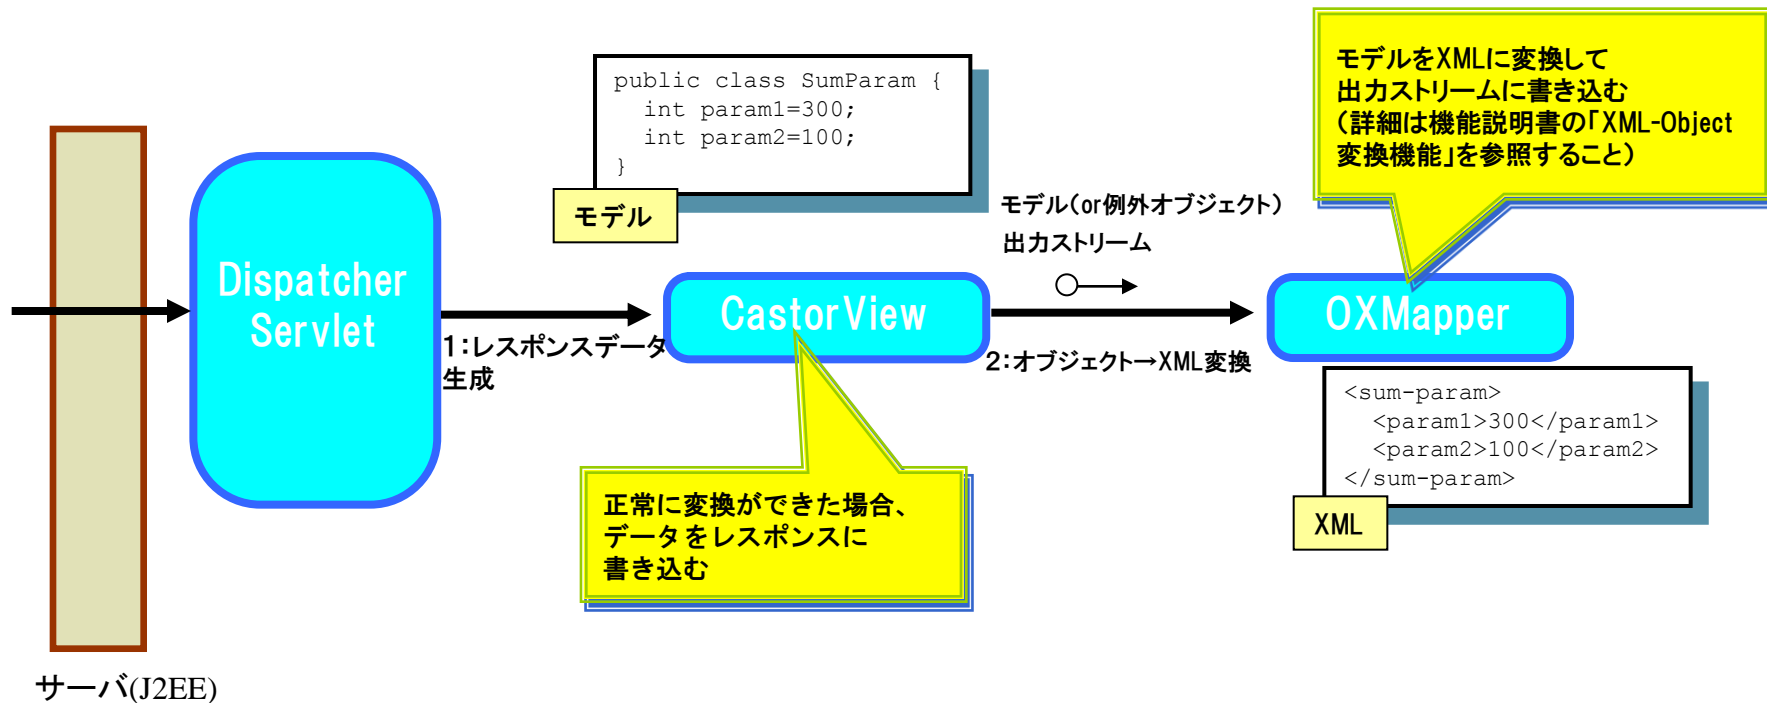 public class SumParam {
int param1=300;
int param2=100;
}
モデル
モデル(or例外オブジェクト)
出力ストリーム
モデルをXMLに変換して
出力ストリームに書き込む
(詳細は機能説明書の「XML-Object
変換機能」を参照すること)
Dispatcher
Servlet
1:レスポンスデータ
生成
CastorView
2:オブジェクト→XML変換
OXMapper
<sum-param>
<param1>300</param1>
<param2>100</param2>
</sum-param>
XML
正常に変換ができた場合、
データをレスポンスに
書き込む
サーバ(J2EE)